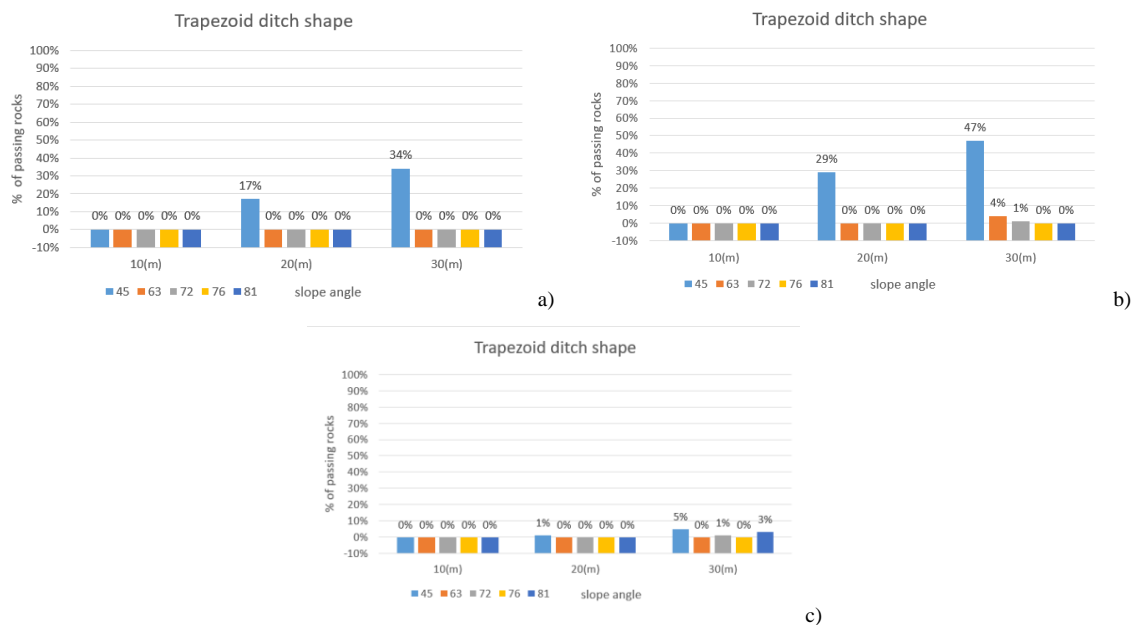 Trapezoid ditch shape
% of passing rocks
100%
90%
80%
70%
60%
50%
40%
30%
20%
10%
0%
-10%
0% 0% 0% 0% 0%
17% 0% 0% 0% 0%
34% 0% 0% 0% 0%
10(m) 20(m) 30(m)
45 63 72 76 81 slope angle
a)
Trapezoid ditch shape
% of passing rocks
100%
90%
80%
70%
60%
50%
40%
30%
20%
10%
0%
-10%
0% 0% 0% 0% 0%
29% 0% 0% 0% 0%
47% 4% 1% 0% 0%
10(m) 20(m) 30(m)
45 63 72 76 81 slope angle
b)
Trapezoid ditch shape
% of passing rocks
100%
90%
80%
70%
60%
50%
40%
30%
20%
10%
0%
-10%
0% 0% 0% 0% 0%
1% 0% 0% 0% 0%
5% 0% 1% 0% 3%
10(m) 20(m) 30(m)
45 63 72 76 81 slope angle
c)